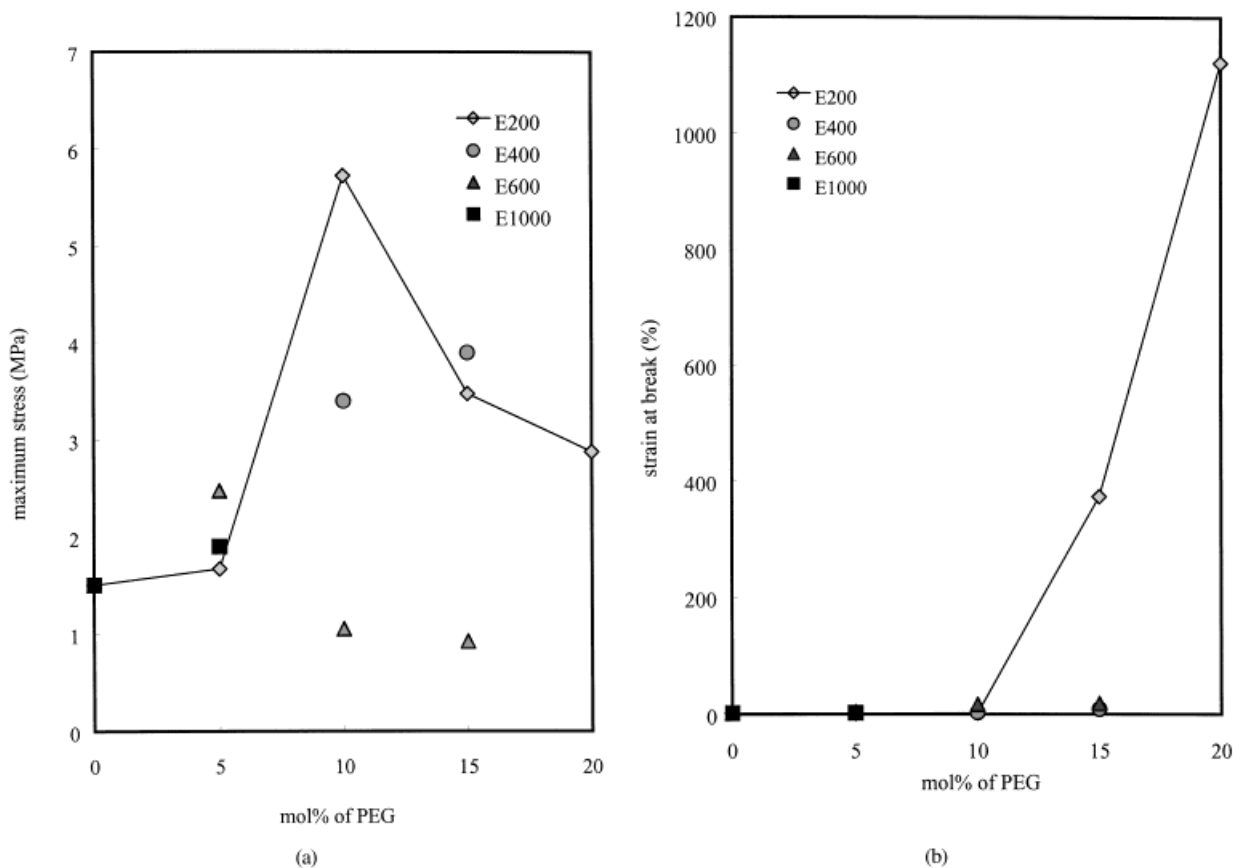 7
6
5
4
3
2
1
0
maximum stress (MPa)
E200
E400
E600
E1000
0 5 10 15 20
mol% of PEG
(a)
1200
1000
800
600
400
200
0
strain at break (%)
E200
E400
E600
E1000
0 5 10 15 20
mol% of PEG
(b)